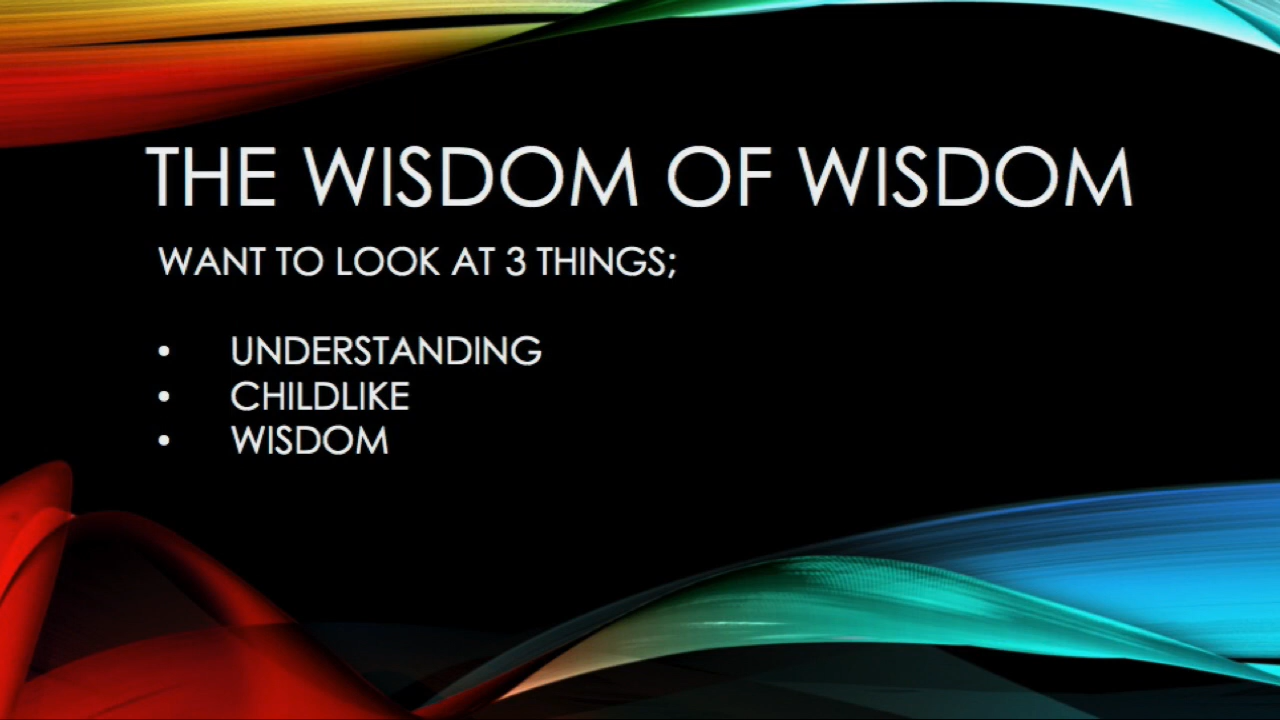 THE WISDOM OF WISDOM
WANT TO LOOK AT 3 THINGS;
• UNDERSTANDING
• CHILDLIKE
• WISDOM